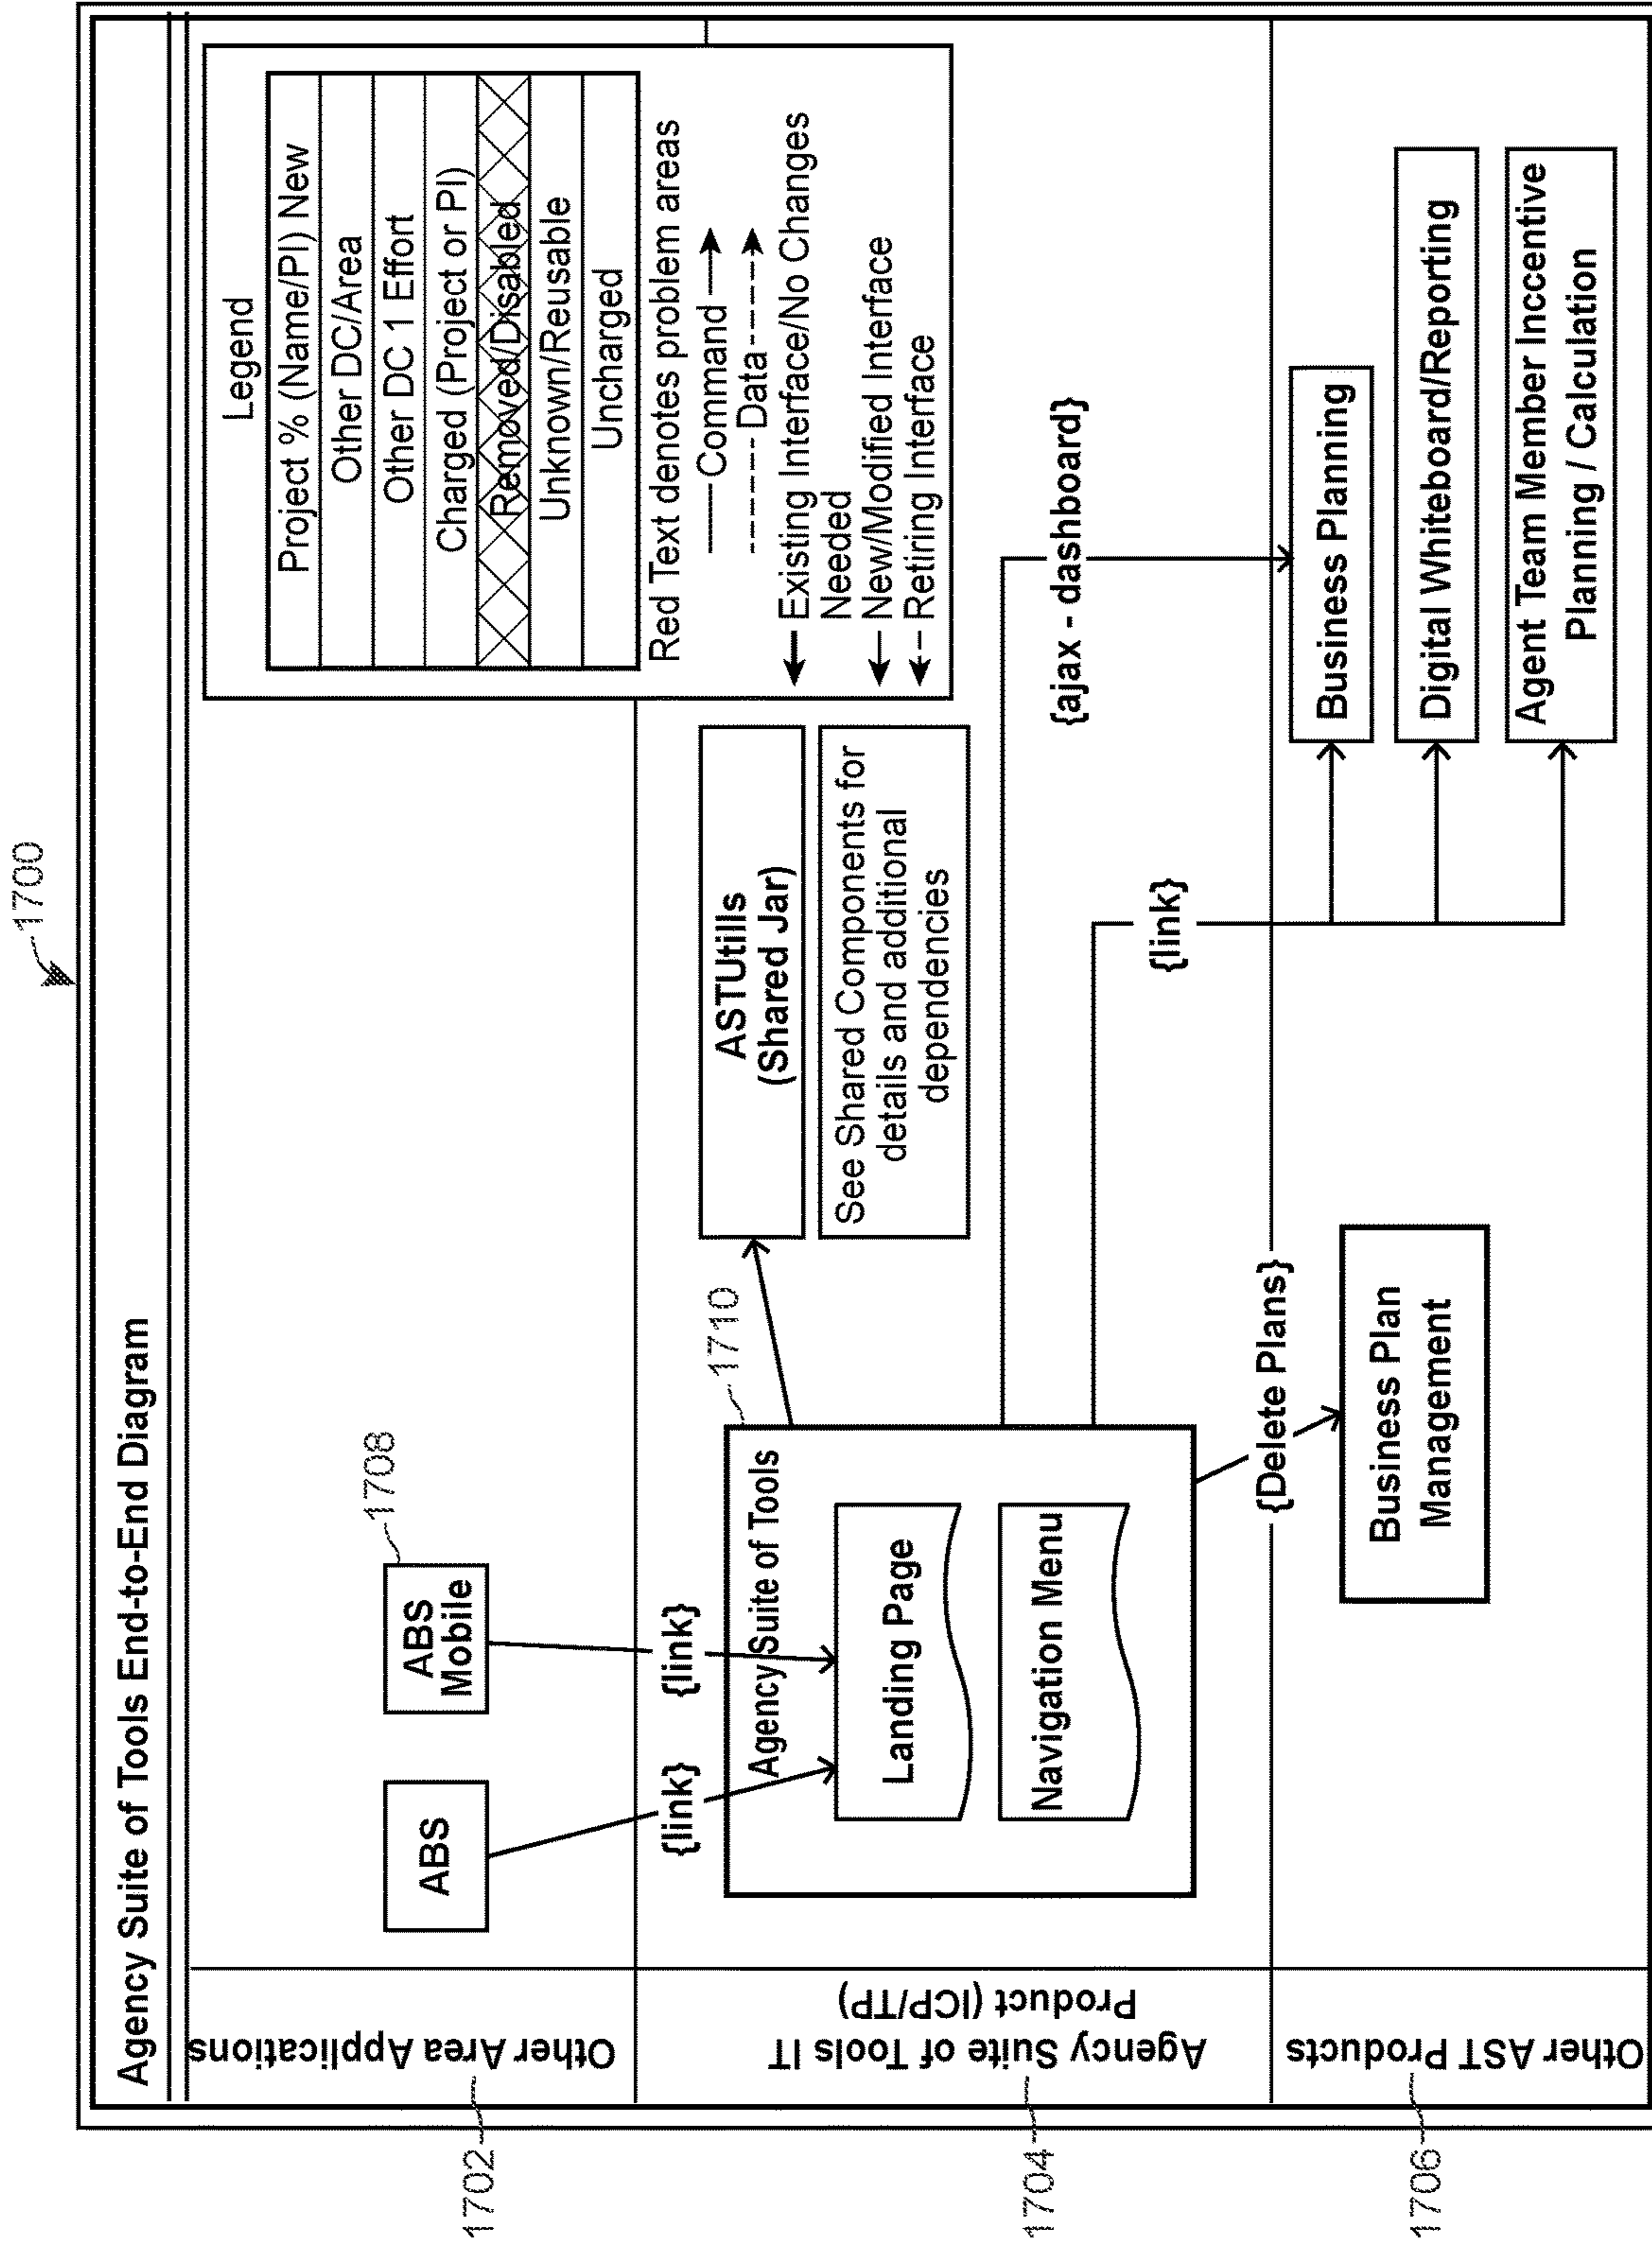 1700
Agency Suite of Tools End-to-End Diagram
Other Area Applications
1702
ABS
ABS
Mobile
1708
Legend
Project % (Name/PI) New
Other DC/Area
Other DC 1 Effort
Charged (Project or PI)
Removed/Disabled
Unknown/Reusable
Uncharged
Red Text denotes problem areas
Command
Data
Existing Interface/No Changes
Needed
New/Modified Interface
Retiring Interface
Agency Suite of Tools IT
Product (ICP/TP)
1704
{link}
{link}
1710
Agency Suite of Tools
Landing Page
Navigation Menu
ASTUtills
(Shared Jar)
See Shared Components for
details and additional
dependencies
{ajax - dashboard}
{link}
{Delete Plans}
Other AST Products
1706
Business Plan
Management
Business Planning
Digital Whiteboard/Reporting
Agent Team Member Inccentive
Planning / Calculation